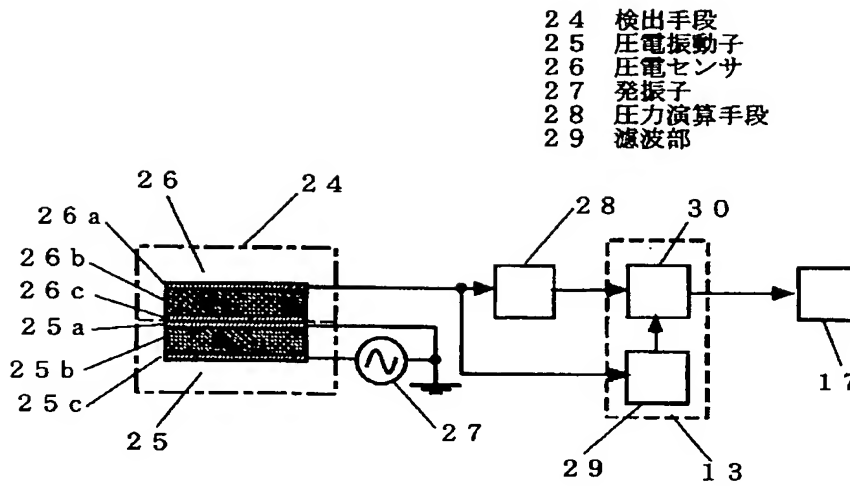 24 検出手段
25 圧電振動子
26 圧電センサ
27 発振子
28 圧力演算手段
29 濾波部
26
24
26a
26b
26c
25a
25b
25c
25
27
28
30
29
13
17